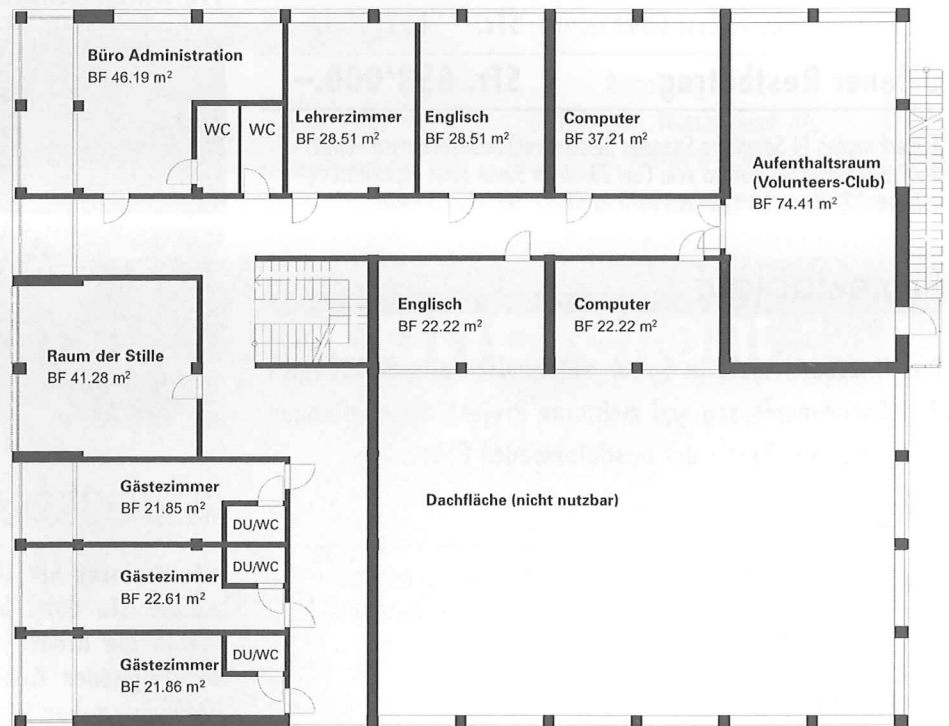 Büro Administration
BF 46.19 m²
WC
WC
Lehrerzimmer
BF 28.51 m²
Englisch
BF 28.51 m²
Computer
BF 37.21 m²
Aufenthaltsraum
(Volunteers-Club)
BF 74.41 m²
Englisch
BF 22.22 m²
Computer
BF 22.22 m²
Raum der Stille
BF 41.28 m²
Gästezimmer
BF 21.85 m²
DU/WC
Dachfläche (nicht nutzbar)
Gästezimmer
BF 22.61 m²
DU/WC
Gästezimmer
BF 21.86 m²
DU/WC